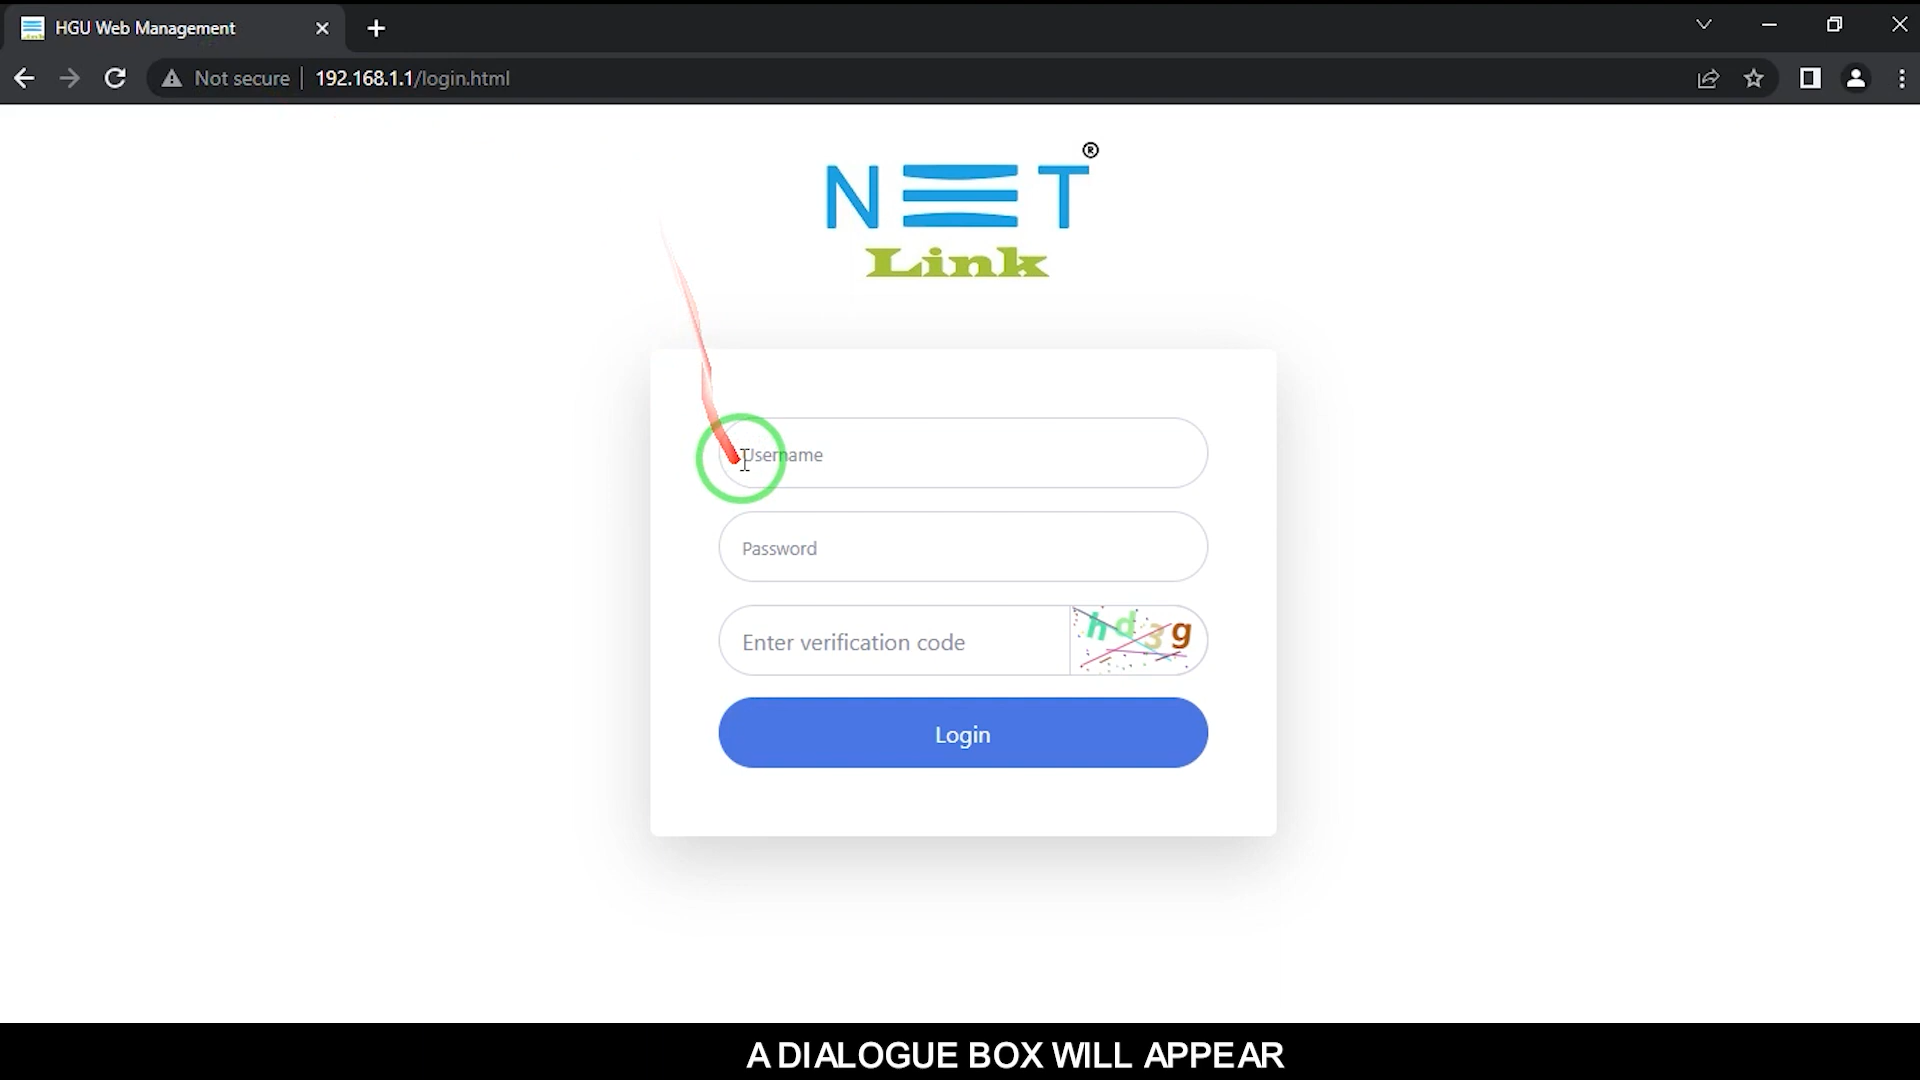 HGU Web Management
Not secure
192.168.1.1/login.html
NET®
Link
Username
Password
Enter verification code
hd3g
Login
A DIALOGUE BOX WILL APPEAR